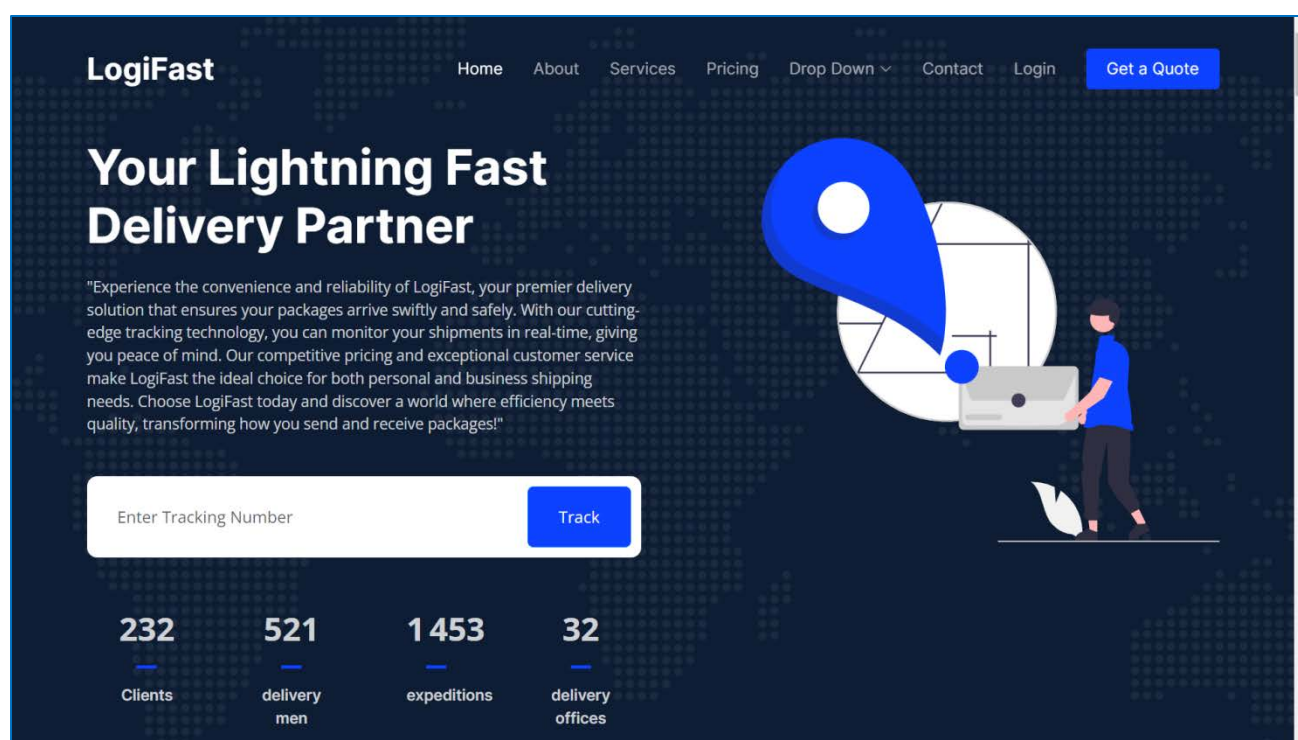 LogiFast
Home About Services Pricing Drop Down Contact Login Get a Quote
Your Lightning Fast
Delivery Partner
"Experience the convenience and reliability of LogiFast, your premier delivery
solution that ensures your packages arrive swiftly and safely. With our cutting-
edge tracking technology, you can monitor your shipments in real-time, giving
you peace of mind. Our competitive pricing and exceptional customer service
make LogiFast the ideal choice for both personal and business shipping
needs. Choose LogiFast today and discover a world where efficiency meets
quality, transforming how you send and receive packages!"
Enter Tracking Number Track
232 521 1 453 32
Clients delivery expeditions delivery
men offices